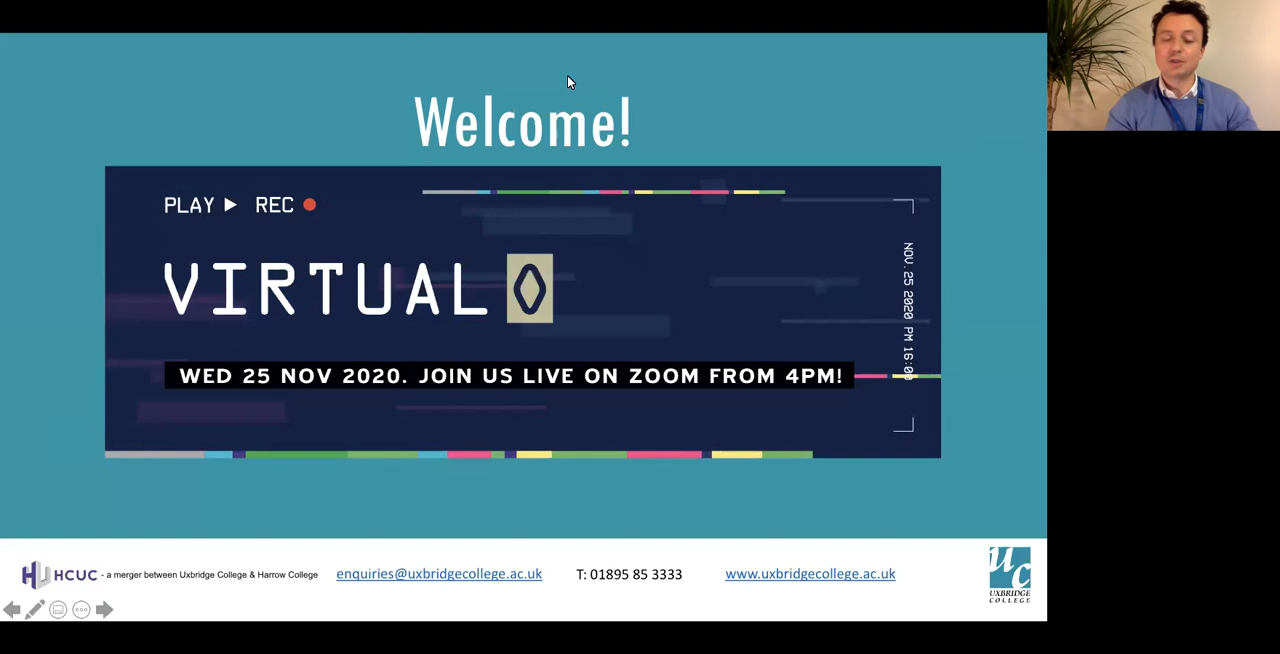 Welcome!
PLAY REC
VIRTUAL O
NOV.25 2020 PM 16:00
WED 25 NOV 2020. JOIN US LIVE ON ZOOM FROM 4PM!
HCUC - a merger between Uxbridge College & Harrow College
enquiries@uxbridgecollege.ac.uk
T: 01895 85 3333
www.uxbridgecollege.ac.uk
UC
UXBRIDGE
COLLEGE